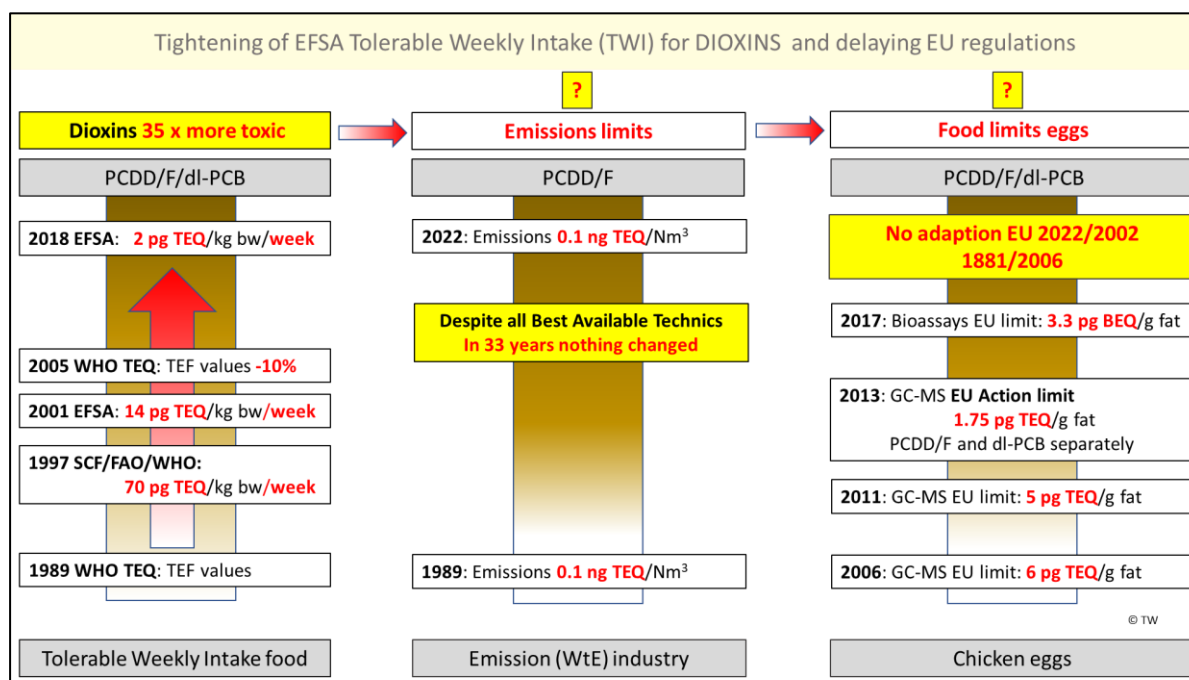 Tightening of EFSA Tolerable Weekly Intake (TWI) for DIOXINS and delaying EU regulations
Dioxins 35 x more toxic
PCDD/F/dl-PCB
2018 EFSA: 2 pg TEQ/kg bw/week
2005 WHO TEQ: TEF values -10%
2001 EFSA: 14 pg TEQ/kg bw/week
1997 SCF/FAO/WHO:
70 pg TEQ/kg bw/week
1989 WHO TEQ: TEF values
Tolerable Weekly Intake food
?
Emissions limits
PCDD/F
2022: Emissions 0.1 ng TEQ/Nm³
Despite all Best Available Technics
In 33 years nothing changed
1989: Emissions 0.1 ng TEQ/Nm³
Emission (WtE) industry
?
Food limits eggs
PCDD/F/dl-PCB
No adaption EU 2022/2002
1881/2006
2017: Bioassays EU limit: 3.3 pg BEQ/g fat
2013: GC-MS EU Action limit
1.75 pg TEQ/g fat
PCDD/F and dl-PCB separately
2011: GC-MS EU limit: 5 pg TEQ/g fat
2006: GC-MS EU limit: 6 pg TEQ/g fat
© TW
Chicken eggs